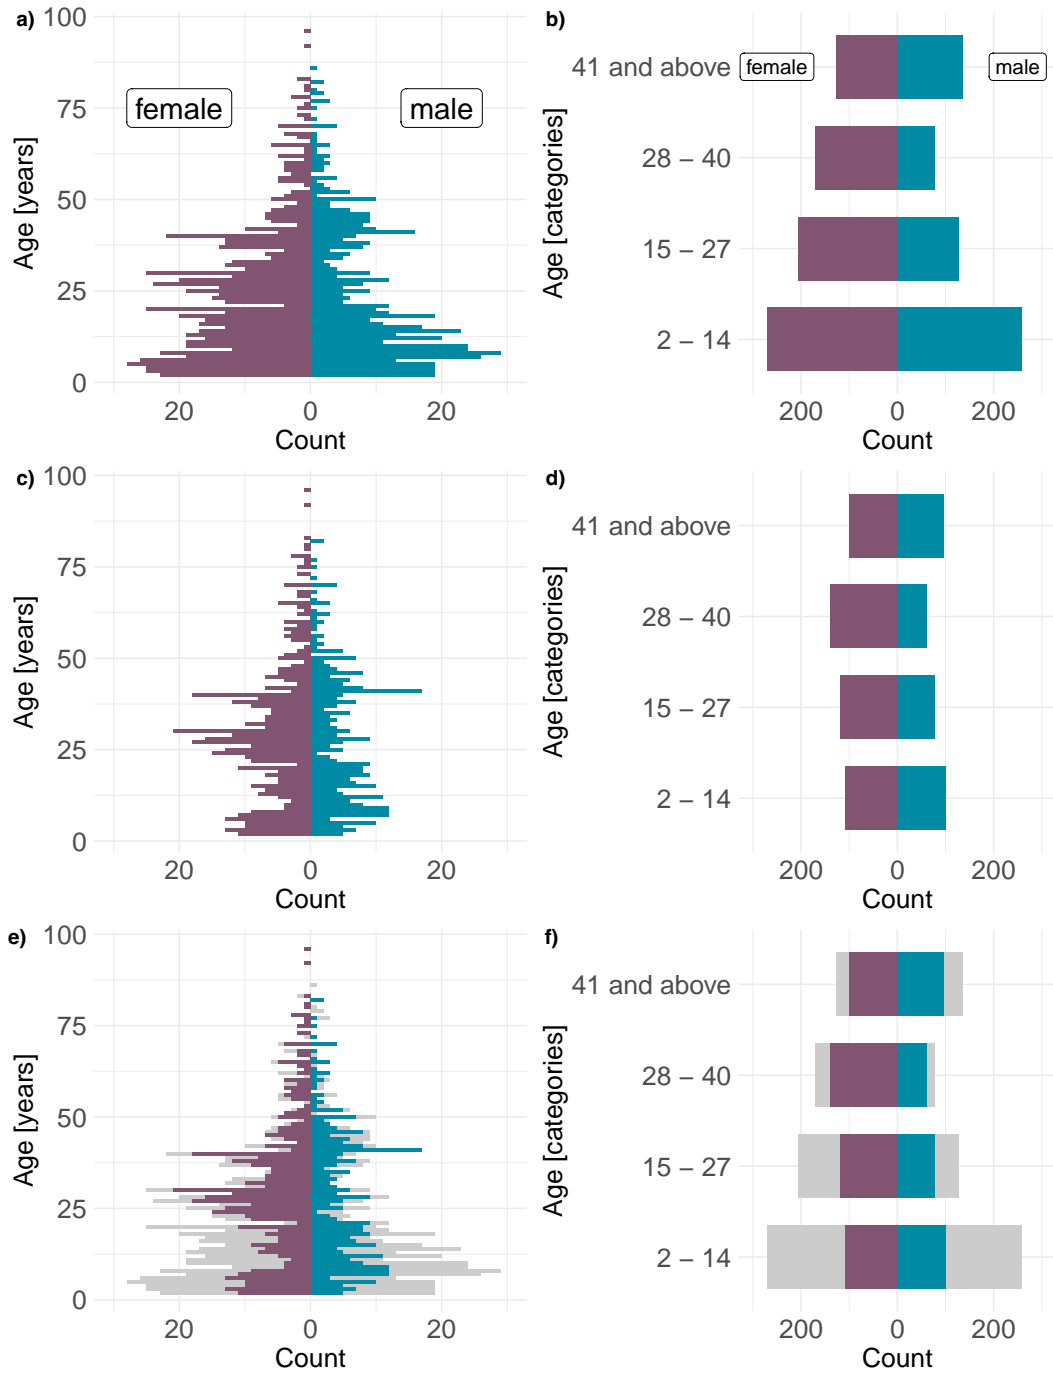 a)
100
75
50
25
0
Age [years]
female
male
20 0 20
Count
b)
41 and above
28 – 40
15 – 27
2 – 14
Age [categories]
female
male
200 0 200
Count
c)
100
75
50
25
0
Age [years]
20 0 20
Count
d)
41 and above
28 – 40
15 – 27
2 – 14
Age [categories]
200 0 200
Count
e)
100
75
50
25
0
Age [years]
20 0 20
Count
f)
41 and above
28 – 40
15 – 27
2 – 14
Age [categories]
200 0 200
Count